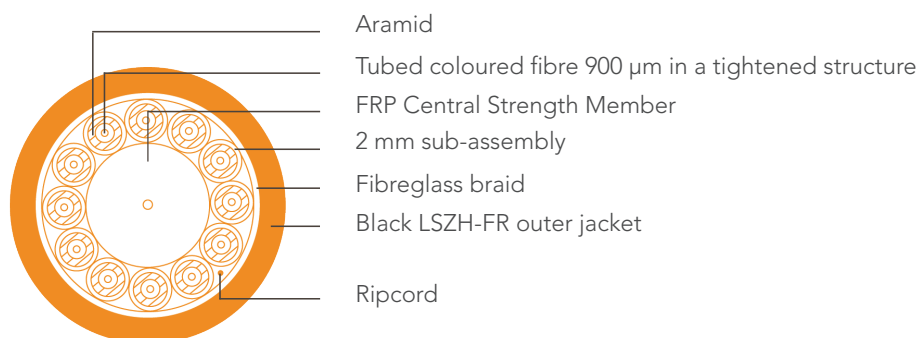 Aramid
Tubed coloured fibre 900 µm in a tightened structure
FRP Central Strength Member
2 mm sub-assembly
Fibreglass braid
Black LSZH-FR outer jacket
Ripcord